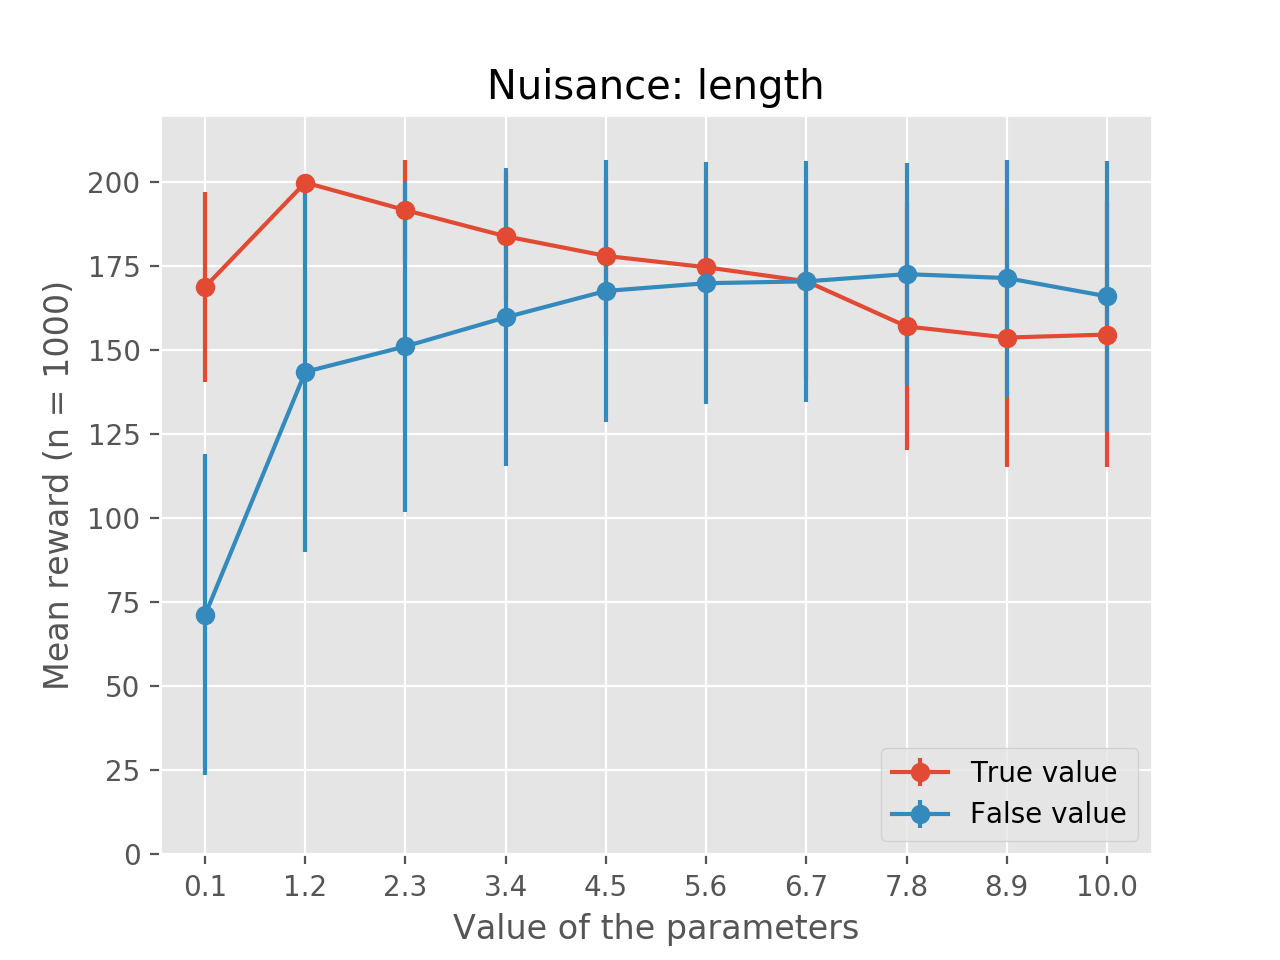 Nuisance: length
Mean reward (n = 1000)
200
175
150
125
100
75
50
25
0
0.1 1.2 2.3 3.4 4.5 5.6 6.7 7.8 8.9 10.0
Value of the parameters
True value
False value